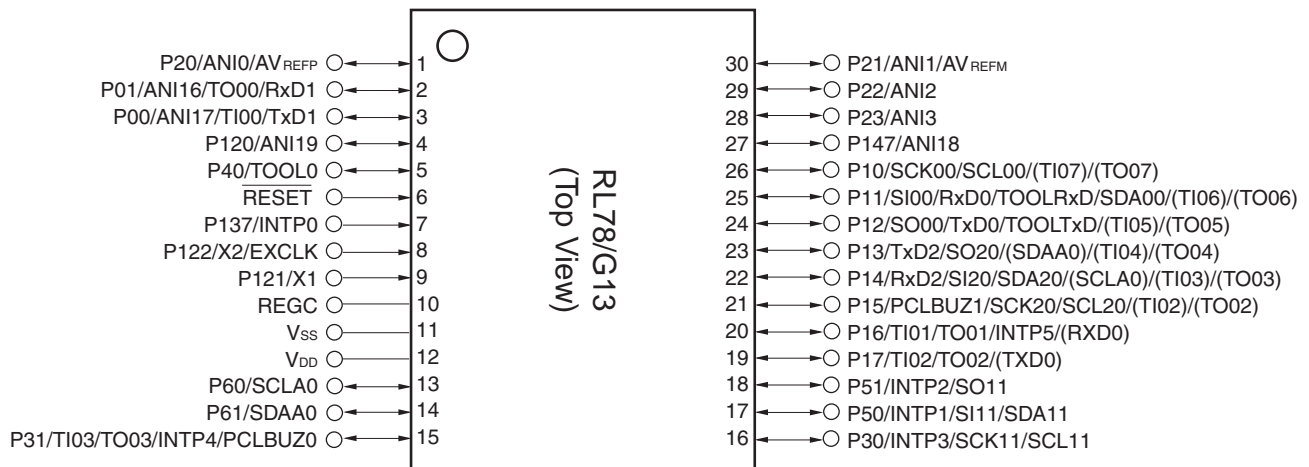 P20/ANI0/AVREFP 1
P01/ANI16/TO00/RxD1 2
P00/ANI17/TI00/TxD1 3
P120/ANI19 4
P40/TOOL0 5
RESET 6
P137/INTP0 7
P122/X2/EXCLK 8
P121/X1 9
REGC 10
VSS 11
VDD 12
P60/SCLA0 13
P61/SDAA0 14
P31/TI03/TO03/INTP4/PCLBUZ0 15
RL78/G13
(Top View)
30 P21/ANI1/AVREFM
29 P22/ANI2
28 P23/ANI3
27 P147/ANI18
26 P10/SCK00/SCL00/(TI07)/(TO07)
25 P11/SI00/RxD0/TOOLRxD/SDA00/(TI06)/(TO06)
24 P12/SO00/TxD0/TOOLTxD/(TI05)/(TO05)
23 P13/TxD2/SO20/(SDAA0)/(TI04)/(TO04)
22 P14/RxD2/SI20/SDA20/(SCLA0)/(TI03)/(TO03)
21 P15/PCLBUZ1/SCK20/SCL20/(TI02)/(TO02)
20 P16/TI01/TO01/INTP5/(RXD0)
19 P17/TI02/TO02/(TXD0)
18 P51/INTP2/SO11
17 P50/INTP1/SI11/SDA11
16 P30/INTP3/SCK11/SCL11